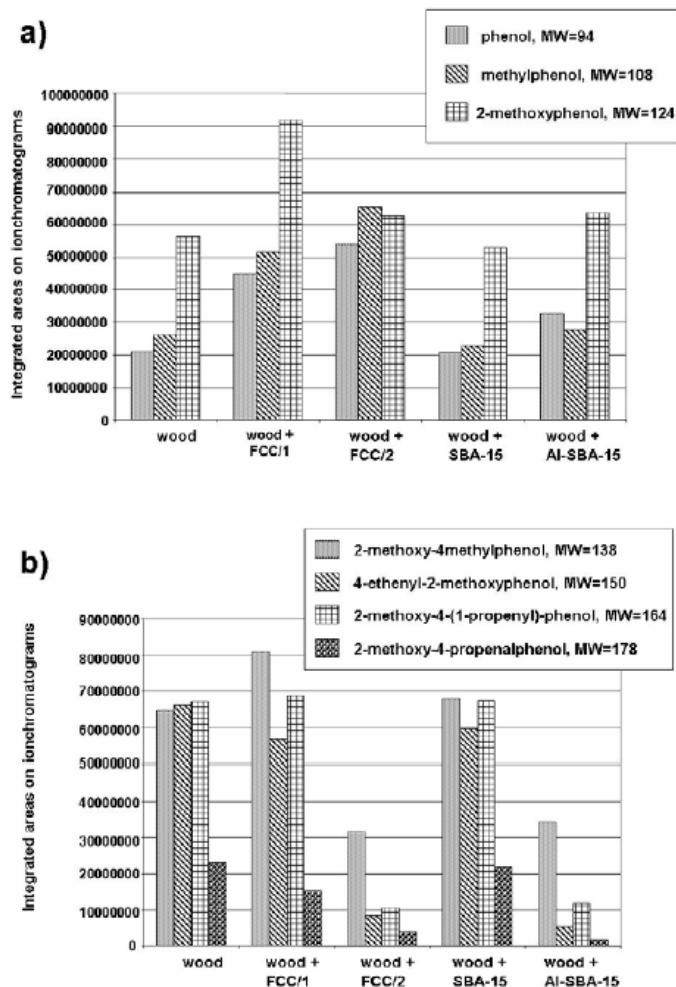 a)
phenol, MW=94
methylphenol, MW=108
2-methoxyphenol, MW=124
Integrated areas on ionchromatograms
100000000
90000000
80000000
70000000
60000000
50000000
40000000
30000000
20000000
10000000
0
wood
wood +
FCC/1
wood +
FCC/2
wood +
SBA-15
wood +
Al-SBA-15
b)
2-methoxy-4methylphenol, MW=138
4-ethenyl-2-methoxyphenol, MW=150
2-methoxy-4-(1-propenyl)-phenol, MW=164
2-methoxy-4-propenalphenol, MW=178
Integrated areas on ionchromatograms
90000000
80000000
70000000
60000000
50000000
40000000
30000000
20000000
10000000
0
wood
wood +
FCC/1
wood +
FCC/2
wood +
SBA-15
wood +
Al-SBA-15